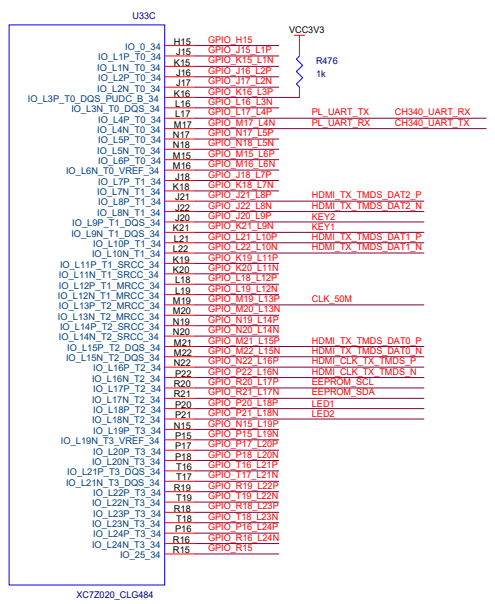 U33C
VCC3V3
R476
1k
IO_0_34 H15 GPIO_H15
IO_L1P_T0_34 J15 GPIO_J15_L1P
IO_L1N_T0_34 K15 GPIO_K15_L1N
IO_L2P_T0_34 J16 GPIO_J16_L2P
IO_L2N_T0_34 J17 GPIO_J17_L2N
IO_L3P_T0_DQS_PUDC_B_34 K16 GPIO_K16_L3P
IO_L3N_T0_DQS_34 L16 GPIO_L16_L3N
IO_L4P_T0_34 L17 GPIO_L17_L4P PL_UART_TX CH340_UART_RX
IO_L4N_T0_34 M17 GPIO_M17_L4N PL_UART_RX CH340_UART_TX
IO_L5P_T0_34 N17 GPIO_N17_L5P
IO_L5N_T0_34 N18 GPIO_N18_L5N
IO_L6P_T0_34 M15 GPIO_M15_L6P
IO_L6N_T0_VREF_34 M16 GPIO_M16_L6N
IO_L7P_T1_34 J18 GPIO_J18_L7P
IO_L7N_T1_34 K18 GPIO_K18_L7N
IO_L8P_T1_34 J21 GPIO_J21_L8P HDMI_TX_TMDS_DAT2_P
IO_L8N_T1_34 J22 GPIO_J22_L8N HDMI_TX_TMDS_DAT2_N
IO_L9P_T1_DQS_34 J20 GPIO_J20_L9P KEY2
IO_L9N_T1_DQS_34 K21 GPIO_K21_L9N KEY1
IO_L10P_T1_34 L21 GPIO_L21_L10P HDMI_TX_TMDS_DAT1_P
IO_L10N_T1_34 L22 GPIO_L22_L10N HDMI_TX_TMDS_DAT1_N
IO_L11P_T1_SRCC_34 K19 GPIO_K19_L11P
IO_L11N_T1_SRCC_34 K20 GPIO_K20_L11N
IO_L12P_T1_MRCC_34 L18 GPIO_L18_L12P
IO_L12N_T1_MRCC_34 L19 GPIO_L19_L12N
IO_L13P_T2_MRCC_34 M19 GPIO_M19_L13P CLK_50M
IO_L13N_T2_MRCC_34 M20 GPIO_M20_L13N
IO_L14P_T2_SRCC_34 N19 GPIO_N19_L14P
IO_L14N_T2_SRCC_34 N20 GPIO_N20_L14N
IO_L15P_T2_DQS_34 M21 GPIO_M21_L15P HDMI_TX_TMDS_DAT0_P
IO_L15N_T2_DQS_34 M22 GPIO_M22_L15N HDMI_TX_TMDS_DAT0_N
IO_L16P_T2_34 N22 GPIO_N22_L16P HDMI_CLK_TX_TMDS_P
IO_L16N_T2_34 P22 GPIO_P22_L16N HDMI_CLK_TX_TMDS_N
IO_L17P_T2_34 R20 GPIO_R20_L17P EEPROM_SCL
IO_L17N_T2_34 R21 GPIO_R21_L17N EEPROM_SDA
IO_L18P_T2_34 P20 GPIO_P20_L18P LED1
IO_L18N_T2_34 P21 GPIO_P21_L18N LED2
IO_L19P_T3_34 N15 GPIO_N15_L19P
IO_L19N_T3_VREF_34 P15 GPIO_P15_L19N
IO_L20P_T3_34 P17 GPIO_P17_L20P
IO_L20N_T3_34 P18 GPIO_P18_L20N
IO_L21P_T3_DQS_34 T16 GPIO_T16_L21P
IO_L21N_T3_DQS_34 T17 GPIO_T17_L21N
IO_L22P_T3_34 R19 GPIO_R19_L22P
IO_L22N_T3_34 T19 GPIO_T19_L22N
IO_L23P_T3_34 R18 GPIO_R18_L23P
IO_L23N_T3_34 T18 GPIO_T18_L23N
IO_L24P_T3_34 P16 GPIO_P16_L24P
IO_L24N_T3_34 R16 GPIO_R16_L24N
IO_25_34 R15 GPIO_R15
XC7Z020_CLG484